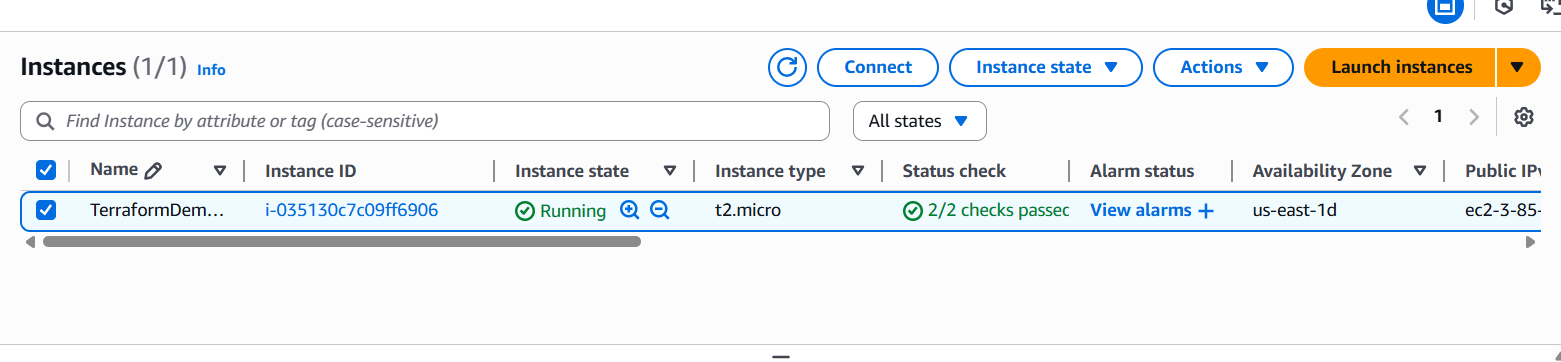 Instances (1/1) Info Connect Instance state Actions Launch instances
Find Instance by attribute or tag (case-sensitive) All states 1
Name Instance ID Instance state Instance type Status check Alarm status Availability Zone Public IPv
TerraformDem... i-035130c7c09ff6906 Running t2.micro 2/2 checks passed View alarms + us-east-1d ec2-3-85-